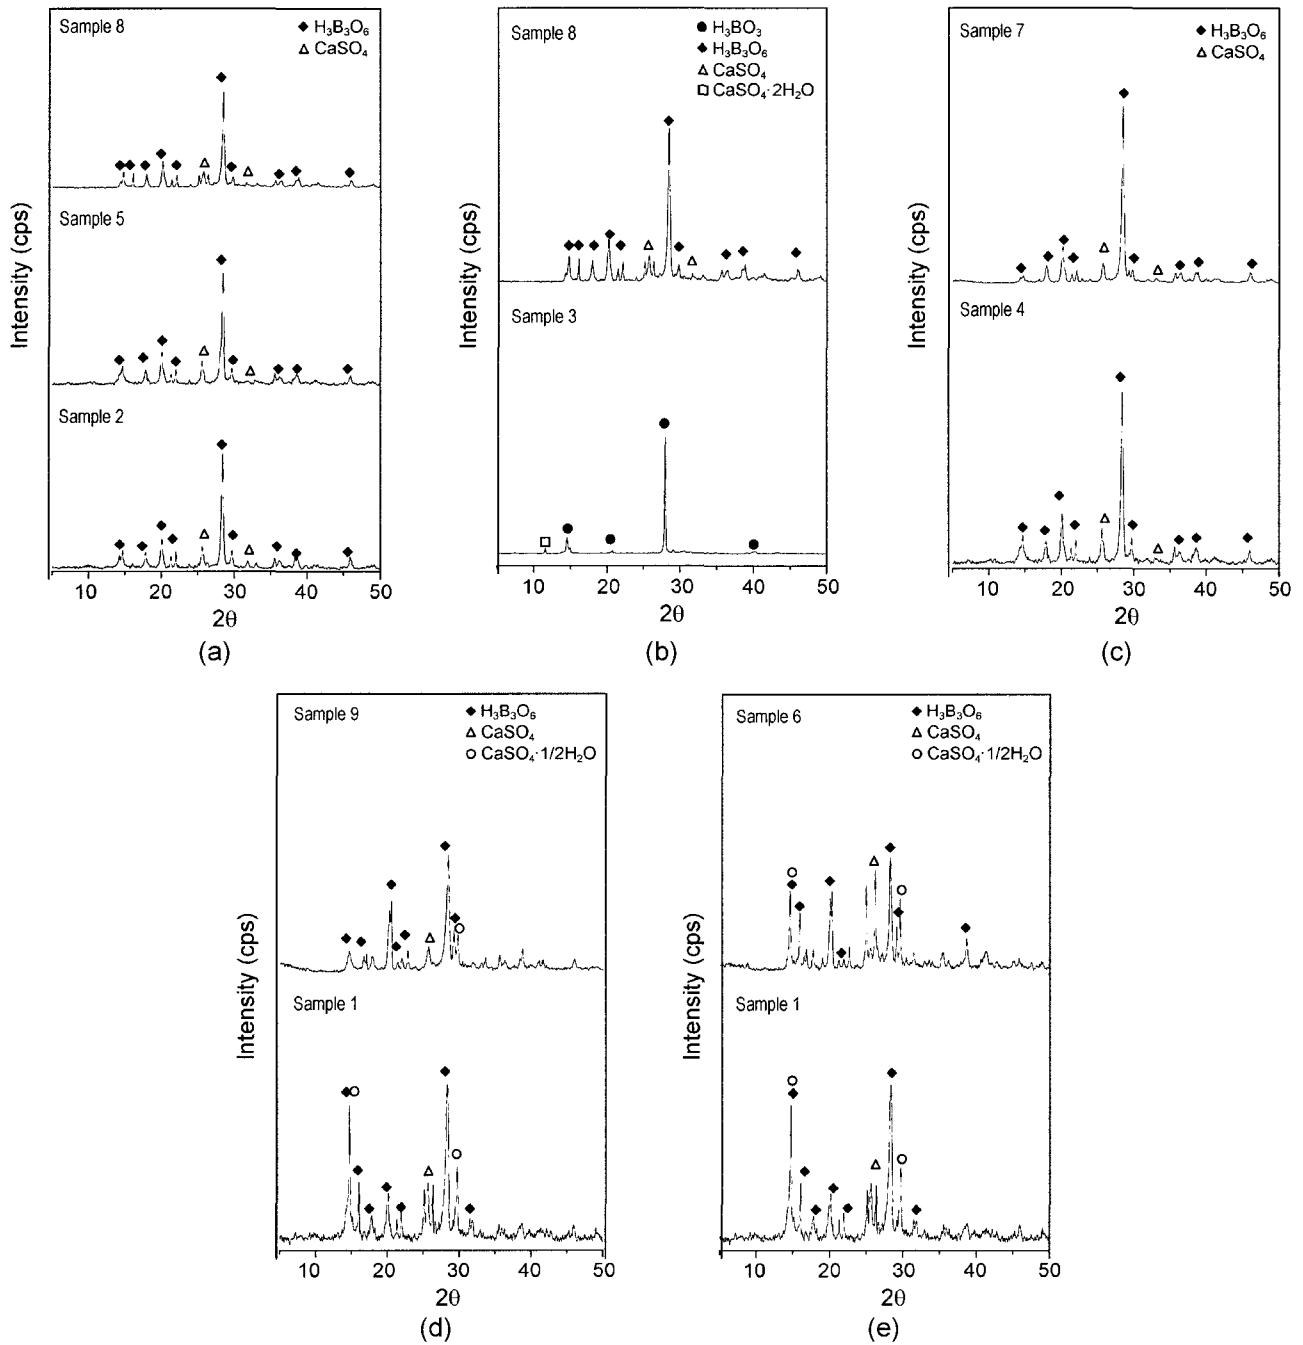 Sample 8
◆ H₃B₃O₆
△ CaSO₄
Sample 5
Sample 2
Intensity (cps)
10 20 30 40 50
2θ
(a)
Sample 8
● H₃BO₃
◆ H₃B₃O₆
△ CaSO₄
□ CaSO₄·2H₂O
Sample 3
Intensity (cps)
10 20 30 40 50
2θ
(b)
Sample 7
◆ H₃B₃O₆
△ CaSO₄
Sample 4
Intensity (cps)
10 20 30 40 50
2θ
(c)
Sample 9
◆ H₃B₃O₆
△ CaSO₄
○ CaSO₄·1/2H₂O
Sample 1
Intensity (cps)
10 20 30 40 50
2θ
(d)
Sample 6
◆ H₃B₃O₆
△ CaSO₄
○ CaSO₄·1/2H₂O
Sample 1
Intensity (cps)
10 20 30 40 50
2θ
(e)